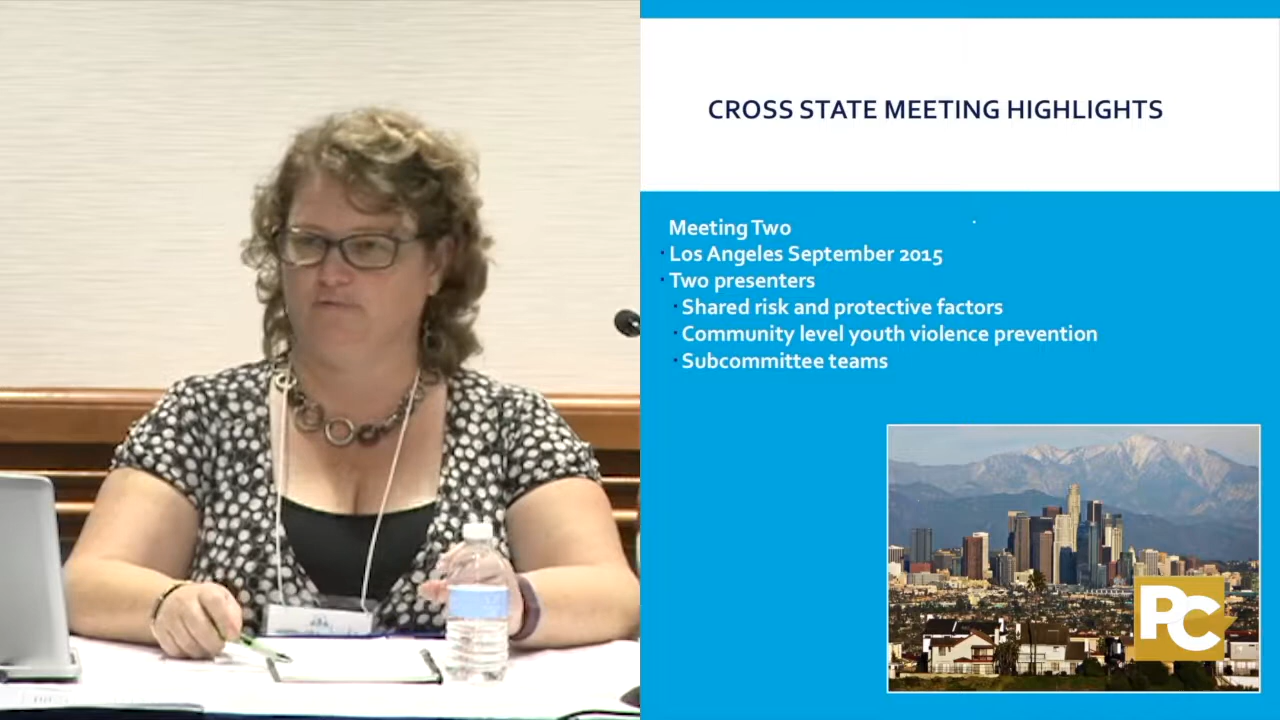 CROSS STATE MEETING HIGHLIGHTS
Meeting Two
Los Angeles September 2015
Two presenters
Shared risk and protective factors
Community level youth violence prevention
Subcommittee teams
PC